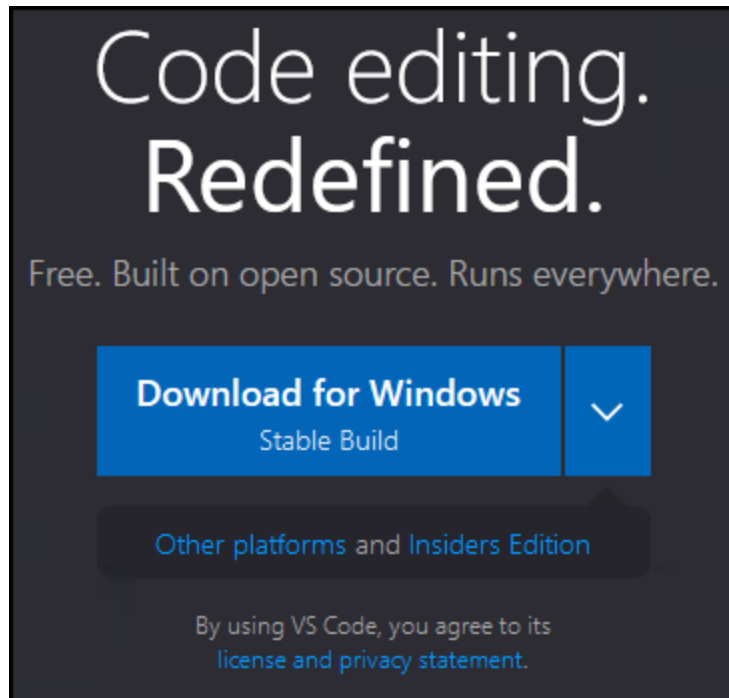 Code editing.
Redefined.
Free. Built on open source. Runs everywhere.
Download for Windows
Stable Build
Other platforms and Insiders Edition
By using VS Code, you agree to its
license and privacy statement.